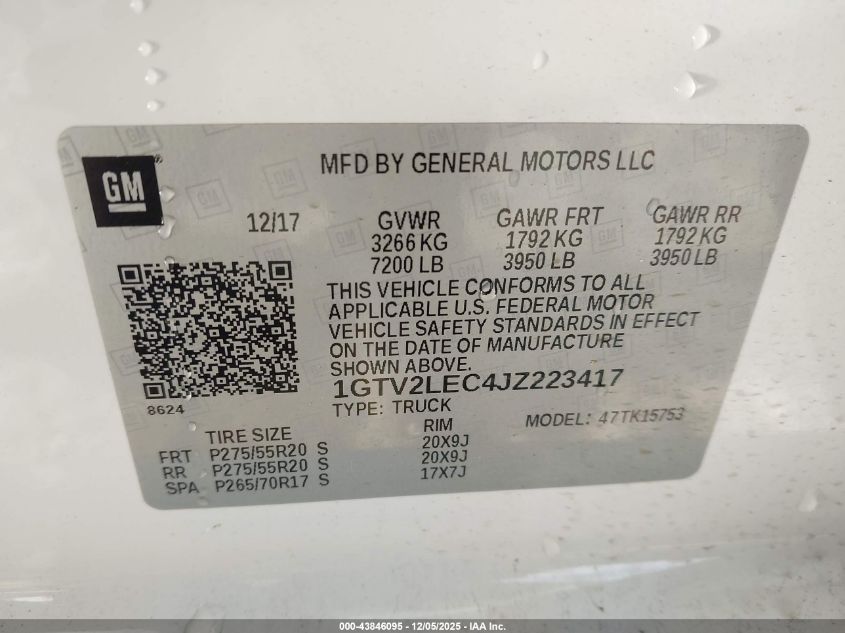 GM
MFD BY GENERAL MOTORS LLC
12/17
GVWR
3266 KG
7200 LB
GAWR FRT
1792 KG
3950 LB
GAWR RR
1792 KG
3950 LB
THIS VEHICLE CONFORMS TO ALL
APPLICABLE U.S. FEDERAL MOTOR
VEHICLE SAFETY STANDARDS IN EFFECT
ON THE DATE OF MANUFACTURE
SHOWN ABOVE.
1GTV2LEC4JZ223417
TYPE: TRUCK
MODEL: 47TK15753
8624
TIRE SIZE RIM
FRT P275/55R20 S 20X9J
RR P275/55R20 S 20X9J
SPA P265/70R17 S 17X7J
000-43846095 - 12/05/2025 - IAA Inc.